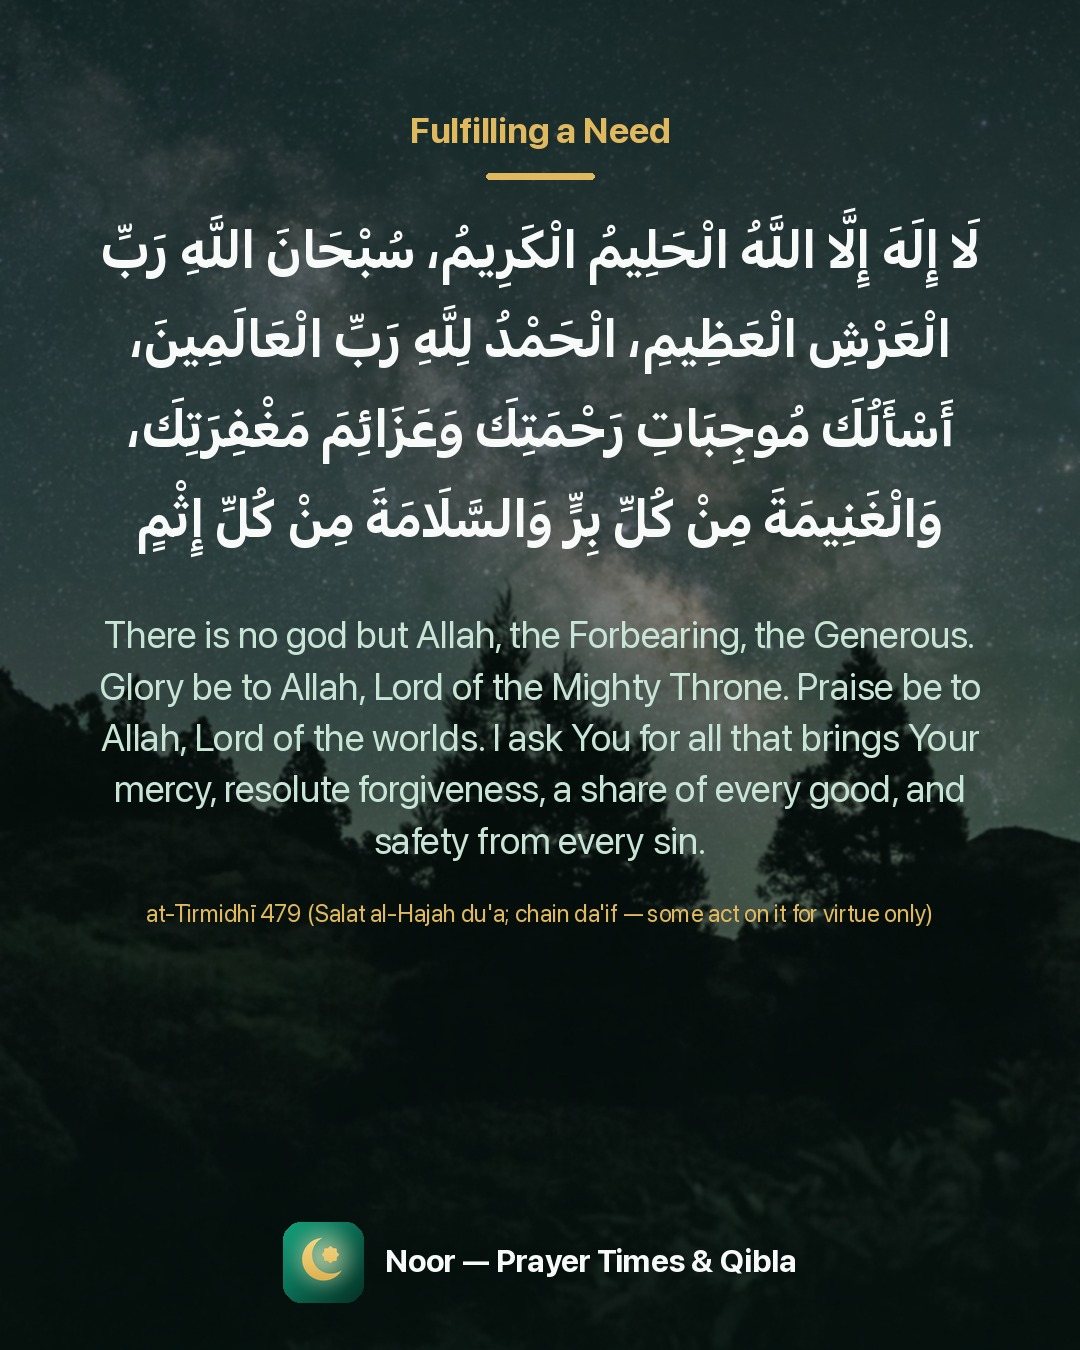 Fulfilling a Need
لَا إِلَهَ إِلَّا اللَّهُ الْحَلِيمُ الْكَرِيمُ، سُبْحَانَ اللَّهِ رَبِّ
الْعَرْشِ الْعَظِيمِ، الْحَمْدُ لِلَّهِ رَبِّ الْعَالَمِينَ،
أَسْأَلُكَ مُوجِبَاتِ رَحْمَتِكَ وَعَزَائِمَ مَغْفِرَتِكَ،
وَالْغَنِيمَةَ مِنْ كُلِّ بِرٍّ وَالسَّلَامَةَ مِنْ كُلِّ إِثْمٍ
There is no god but Allah, the Forbearing, the Generous.
Glory be to Allah, Lord of the Mighty Throne. Praise be to
Allah, Lord of the worlds. I ask You for all that brings Your
mercy, resolute forgiveness, a share of every good, and
safety from every sin.
at-Tirmidhī 479 (Salat al-Hajah du'a; chain da'if — some act on it for virtue only)
Noor — Prayer Times & Qibla